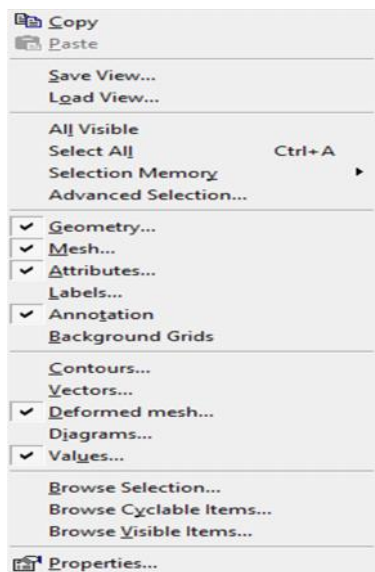 Copy
Paste
Save View...
Load View...
All Visible
Select All Ctrl+A
Selection Memory
Advanced Selection...
Geometry...
Mesh...
Attributes...
Labels...
Annotation
Background Grids
Contours...
Vectors...
Deformed mesh...
Diagrams...
Values...
Browse Selection...
Browse Cyclable Items...
Browse Visible Items...
Properties...